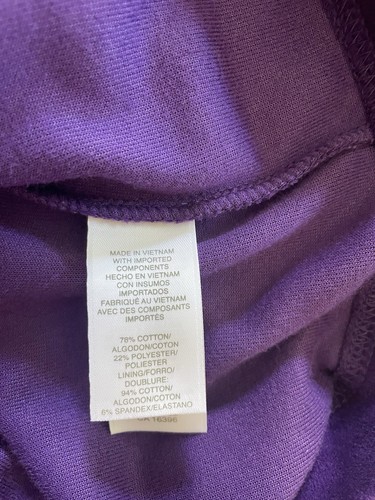 MADE IN VIETNAM
WITH IMPORTED
COMPONENTS
HECHO EN VIETNAM
CON INSUMOS
IMPORTADOS
FABRIQUÉ AU VIETNAM
AVEC DES COMPOSANTS
IMPORTÉS
78% COTTON/
ALGODON/COTON
22% POLYESTER/
POLIESTER
LINING/FORRO/
DOUBLURE:
94% COTTON/
ALGODON/COTON
6% SPANDEX/ELASTANO
16396